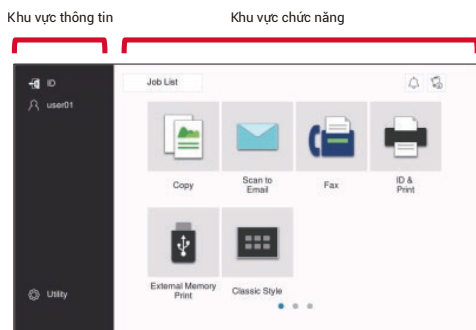 Khu vực thông tin
Khu vực chức năng
ID
Job List
user01
Copy
Scan to
Email
Fax
ID &
Print
External Memory
Print
Classic Style
Utility